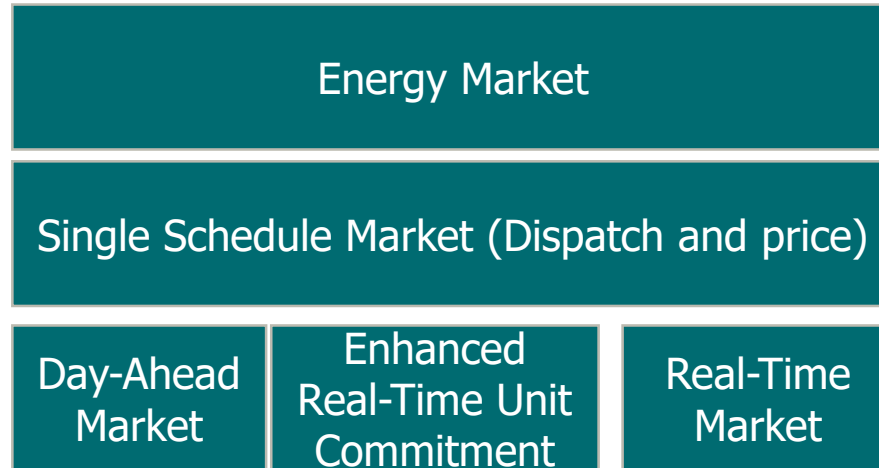 Energy Market
Single Schedule Market (Dispatch and price)
Day-Ahead
Market
Enhanced
Real-Time Unit
Commitment
Real-Time
Market